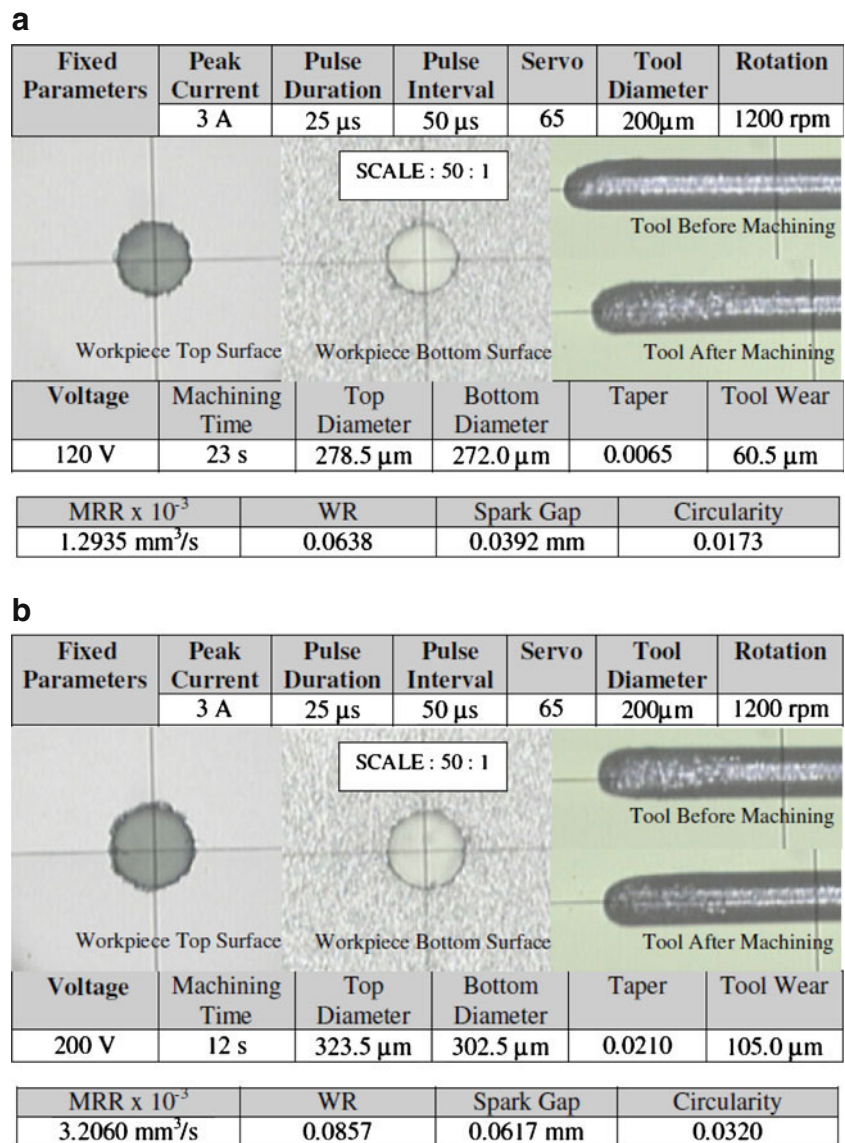 a
Fixed Parameters Peak Current Pulse Duration Pulse Interval Servo Tool Diameter Rotation
3 A 25 µs 50 µs 65 200µm 1200 rpm
SCALE : 50 : 1
Tool Before Machining
Workpiece Top Surface Workpiece Bottom Surface Tool After Machining
Voltage Machining Time Top Diameter Bottom Diameter Taper Tool Wear
120 V 23 s 278.5 µm 272.0 µm 0.0065 60.5 µm
MRR x 10⁻³ WR Spark Gap Circularity
1.2935 mm³/s 0.0638 0.0392 mm 0.0173
b
Fixed Parameters Peak Current Pulse Duration Pulse Interval Servo Tool Diameter Rotation
3 A 25 µs 50 µs 65 200µm 1200 rpm
SCALE : 50 : 1
Tool Before Machining
Workpiece Top Surface Workpiece Bottom Surface Tool After Machining
Voltage Machining Time Top Diameter Bottom Diameter Taper Tool Wear
200 V 12 s 323.5 µm 302.5 µm 0.0210 105.0 µm
MRR x 10⁻³ WR Spark Gap Circularity
3.2060 mm³/s 0.0857 0.0617 mm 0.0320